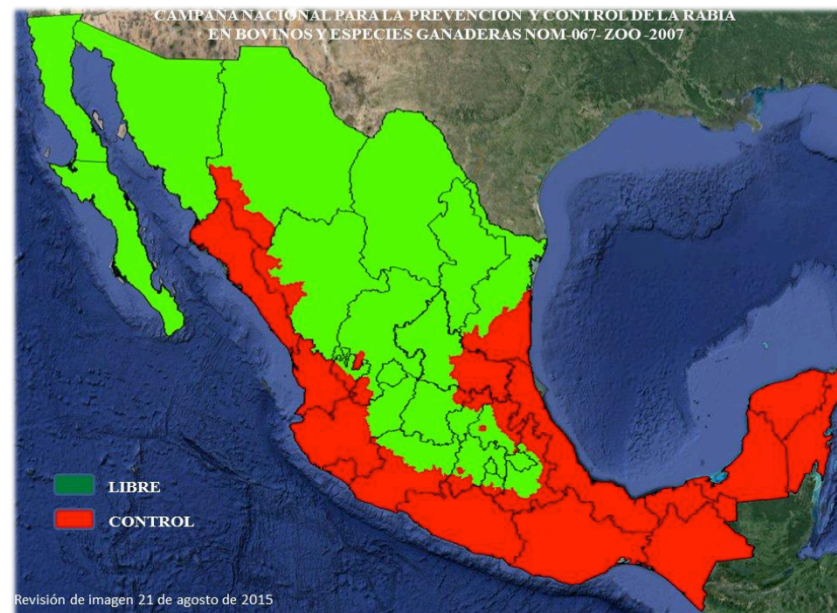 CAMPAÑA NACIONAL PARA LA PREVENCION Y CONTROL DE LA RABIA
EN BOVINOS Y ESPECIES GANADERAS NOM-067- ZOO -2007
LIBRE
CONTROL
Revisión de imagen 21 de agosto de 2015